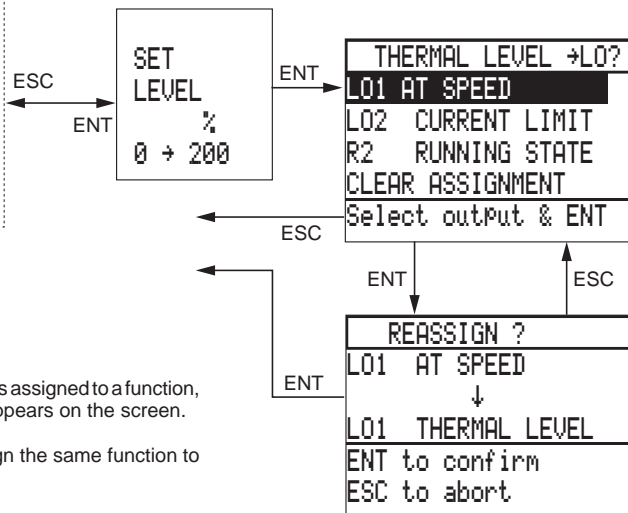 SET
LEVEL
%
0 → 200
ESC
ENT
ENT
THERMAL LEVEL →LO?
LO1 AT SPEED
LO2 CURRENT LIMIT
R2 RUNNING STATE
CLEAR ASSIGNMENT
Select output & ENT
ESC
ENT
ESC
REASSIGN ?
LO1 AT SPEED
↓
LO1 THERMAL LEVEL
ENT to confirm
ESC to abort
ENT
s assigned to a function,
ppears on the screen.
gn the same function to